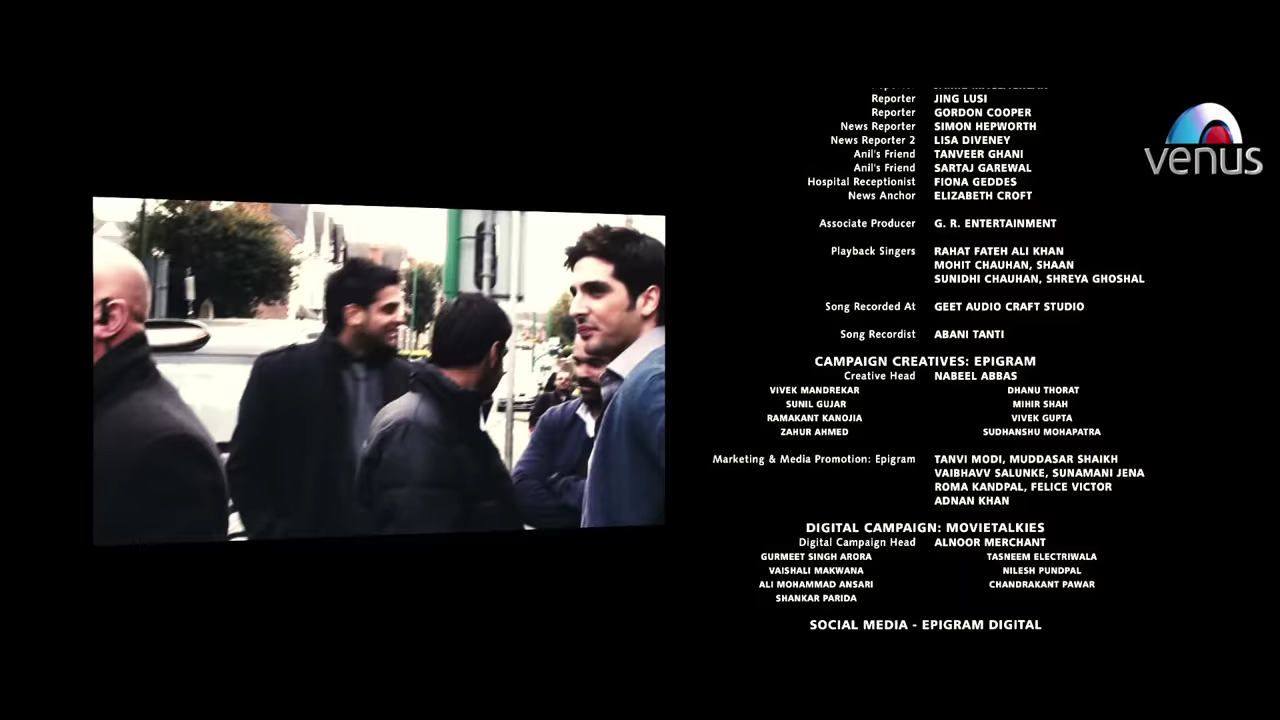 Reporter JING LUSI
Reporter GORDON COOPER
News Reporter SIMON HEPWORTH
News Reporter 2 LISA DIVENEY
Anil's Friend TANVEER GHANI
Anil's Friend SARTAJ GAREWAL
Hospital Receptionist FIONA GEDDES
News Anchor ELIZABETH CROFT
venus
Associate Producer G. R. ENTERTAINMENT
Playback Singers RAHAT FATEH ALI KHAN
MOHIT CHAUHAN, SHAAN
SUNIDHI CHAUHAN, SHREYA GHOSHAL
Song Recorded At GEET AUDIO CRAFT STUDIO
Song Recordist ABANI TANTI
CAMPAIGN CREATIVES: EPIGRAM
Creative Head NABEEL ABBAS
VIVEK MANDREKAR DHANU THORAT
SUNIL GUJAR MIHIR SHAH
RAMAKANT KANOJIA VIVEK GUPTA
ZAHUR AHMED SUDHANSHU MOHAPATRA
Marketing & Media Promotion: Epigram TANVI MODI, MUDDASAR SHAIKH
VAIBHAVV SALUNKE, SUNAMANI JENA
ROMA KANDPAL, FELICE VICTOR
ADNAN KHAN
DIGITAL CAMPAIGN: MOVIETALKIES
Digital Campaign Head ALNOOR MERCHANT
GURMEET SINGH ARORA TASNEEM ELECTRIWALA
VAISHALI MAKWANA NILESH PUNDPAL
ALI MOHAMMAD ANSARI CHANDRAKANT PAWAR
SHANKAR PARIDA
SOCIAL MEDIA - EPIGRAM DIGITAL